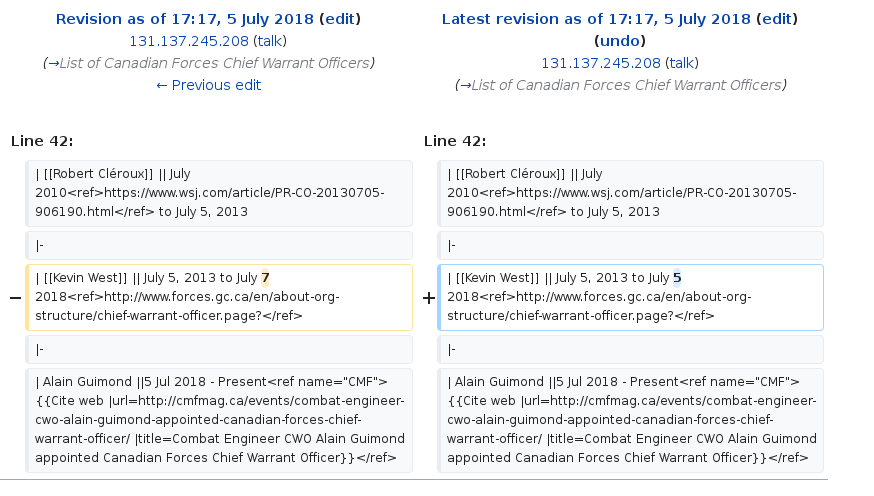 Revision as of 17:17, 5 July 2018 (edit)
131.137.245.208 (talk)
(→List of Canadian Forces Chief Warrant Officers)
← Previous edit
Latest revision as of 17:17, 5 July 2018 (edit)
(undo)
131.137.245.208 (talk)
(→List of Canadian Forces Chief Warrant Officers)
Line 42:
Line 42:
| [[Robert Cléroux]] || July
2010<ref>https://www.wsj.com/article/PR-CO-20130705-
906190.html</ref> to July 5, 2013
| [[Robert Cléroux]] || July
2010<ref>https://www.wsj.com/article/PR-CO-20130705-
906190.html</ref> to July 5, 2013
|-
|-
− | [[Kevin West]] || July 5, 2013 to July 7
2018<ref>http://www.forces.gc.ca/en/about-org-
structure/chief-warrant-officer.page?</ref>
+ | [[Kevin West]] || July 5, 2013 to July 5
2018<ref>http://www.forces.gc.ca/en/about-org-
structure/chief-warrant-officer.page?</ref>
|-
|-
| Alain Guimond ||5 Jul 2018 - Present<ref name="CMF">
{{Cite web |url=http://cmfmag.ca/events/combat-engineer-
cwo-alain-guimond-appointed-canadian-forces-chief-
warrant-officer/ |title=Combat Engineer CWO Alain Guimond
appointed Canadian Forces Chief Warrant Officer}}</ref>
| Alain Guimond ||5 Jul 2018 - Present<ref name="CMF">
{{Cite web |url=http://cmfmag.ca/events/combat-engineer-
cwo-alain-guimond-appointed-canadian-forces-chief-
warrant-officer/ |title=Combat Engineer CWO Alain Guimond
appointed Canadian Forces Chief Warrant Officer}}</ref>